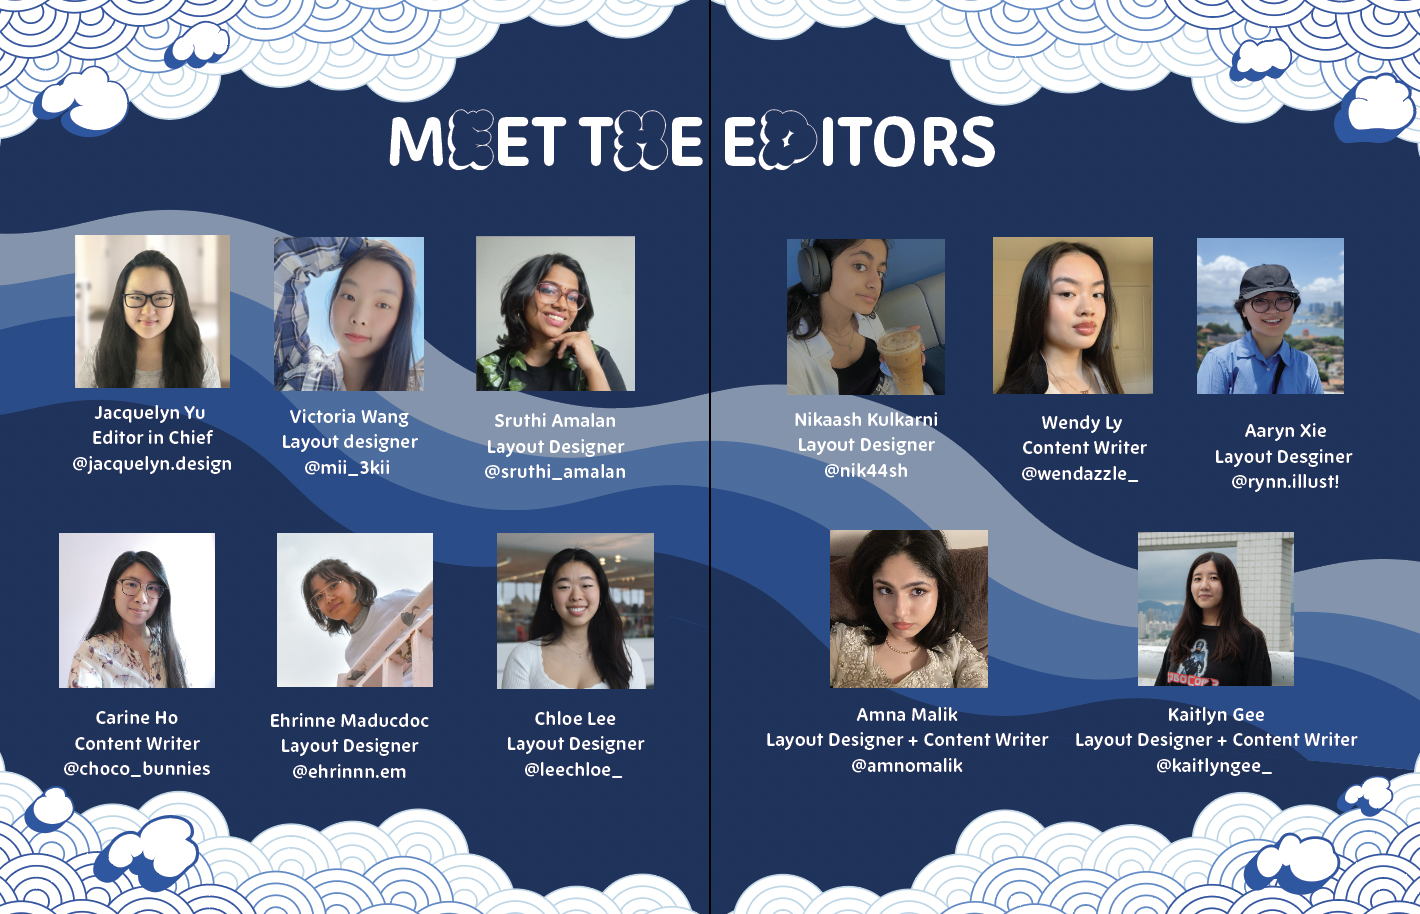 MEET THE EDITORS
Jacquelyn Yu
Editor in Chief
@jacquelyn.design
Victoria Wang
Layout designer
@mii_3kii
Sruthi Amalan
Layout Designer
@sruthi_amalan
Nikaash Kulkarni
Layout Designer
@nik44sh
Wendy Ly
Content Writer
@wendazzle_
Aaryn Xie
Layout Desginer
@rynn.illust!
Carine Ho
Content Writer
@choco_bunnies
Ehrinne Maducdoc
Layout Designer
@ehrinnn.em
Chloe Lee
Layout Designer
@leechloe_
Amna Malik
Layout Designer + Content Writer
@amnomalik
Kaitlyn Gee
Layout Designer + Content Writer
@kaitlyngee_